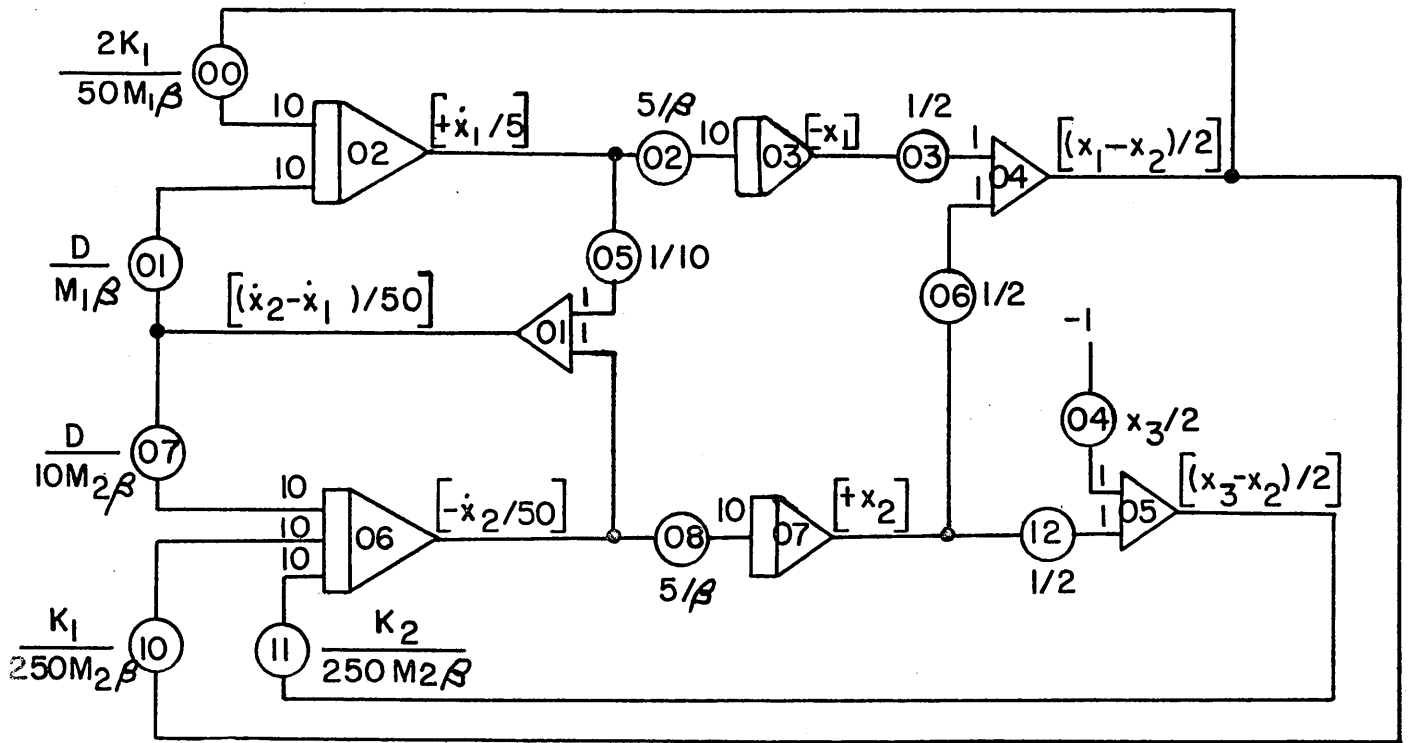 2K₁
50M₁β
00
10
10
02
[+ẋ₁/5]
5/β
02
10
03
[-x₁]
1/2
03
1
1
04
[(x₁-x₂)/2]
D
M₁β
01
05
1/10
[(ẋ₂-ẋ₁)/50]
01
1
1
06
1/2
-1
04
x₃/2
D
10M₂β
07
10
10
10
06
[-ẋ₂/50]
08
5/β
10
07
[+x₂]
12
1/2
1
1
05
[(x₃-x₂)/2]
K₁
250M₂β
10
11
K₂
250M2β